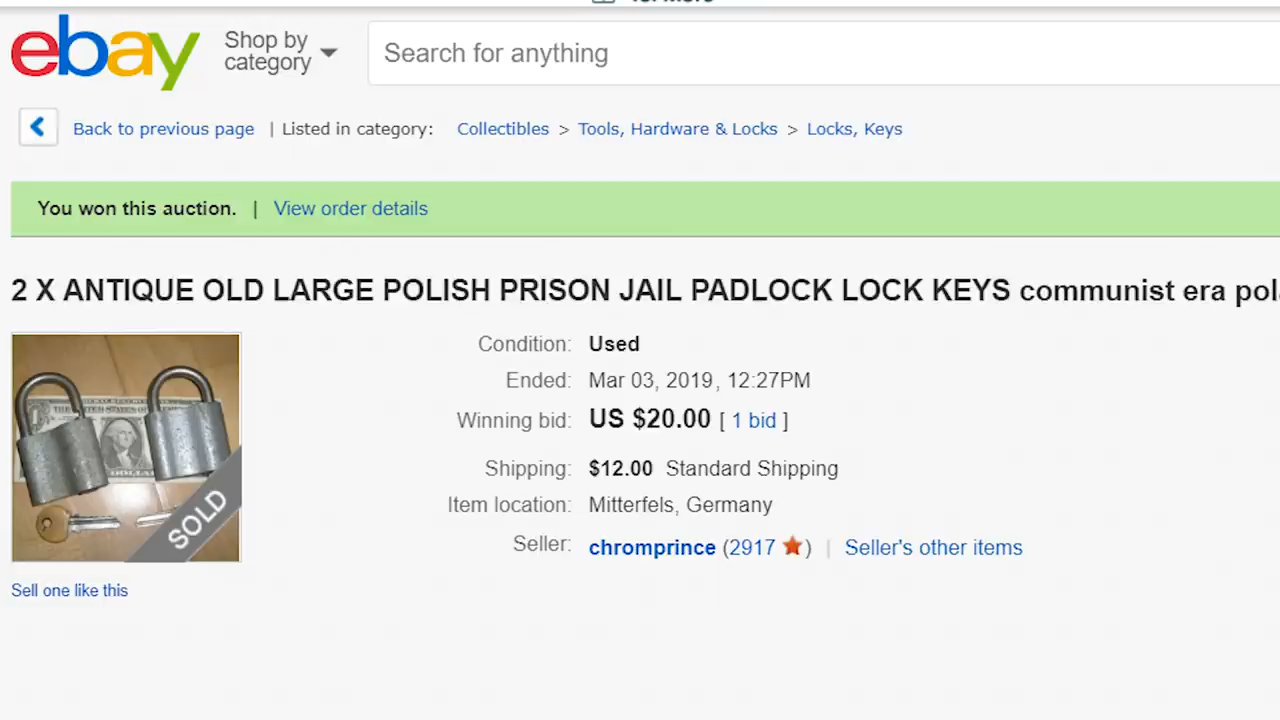 ebay
Shop by
category
Search for anything
Back to previous page | Listed in category: Collectibles > Tools, Hardware & Locks > Locks, Keys
You won this auction. | View order details
2 X ANTIQUE OLD LARGE POLISH PRISON JAIL PADLOCK LOCK KEYS communist era
Condition: Used
Ended: Mar 03, 2019, 12:27PM
Winning bid: US $20.00 [ 1 bid ]
Shipping: $12.00 Standard Shipping
Item location: Mitterfels, Germany
Seller: chromprince (2917) | Seller's other items
SOLD
Sell one like this